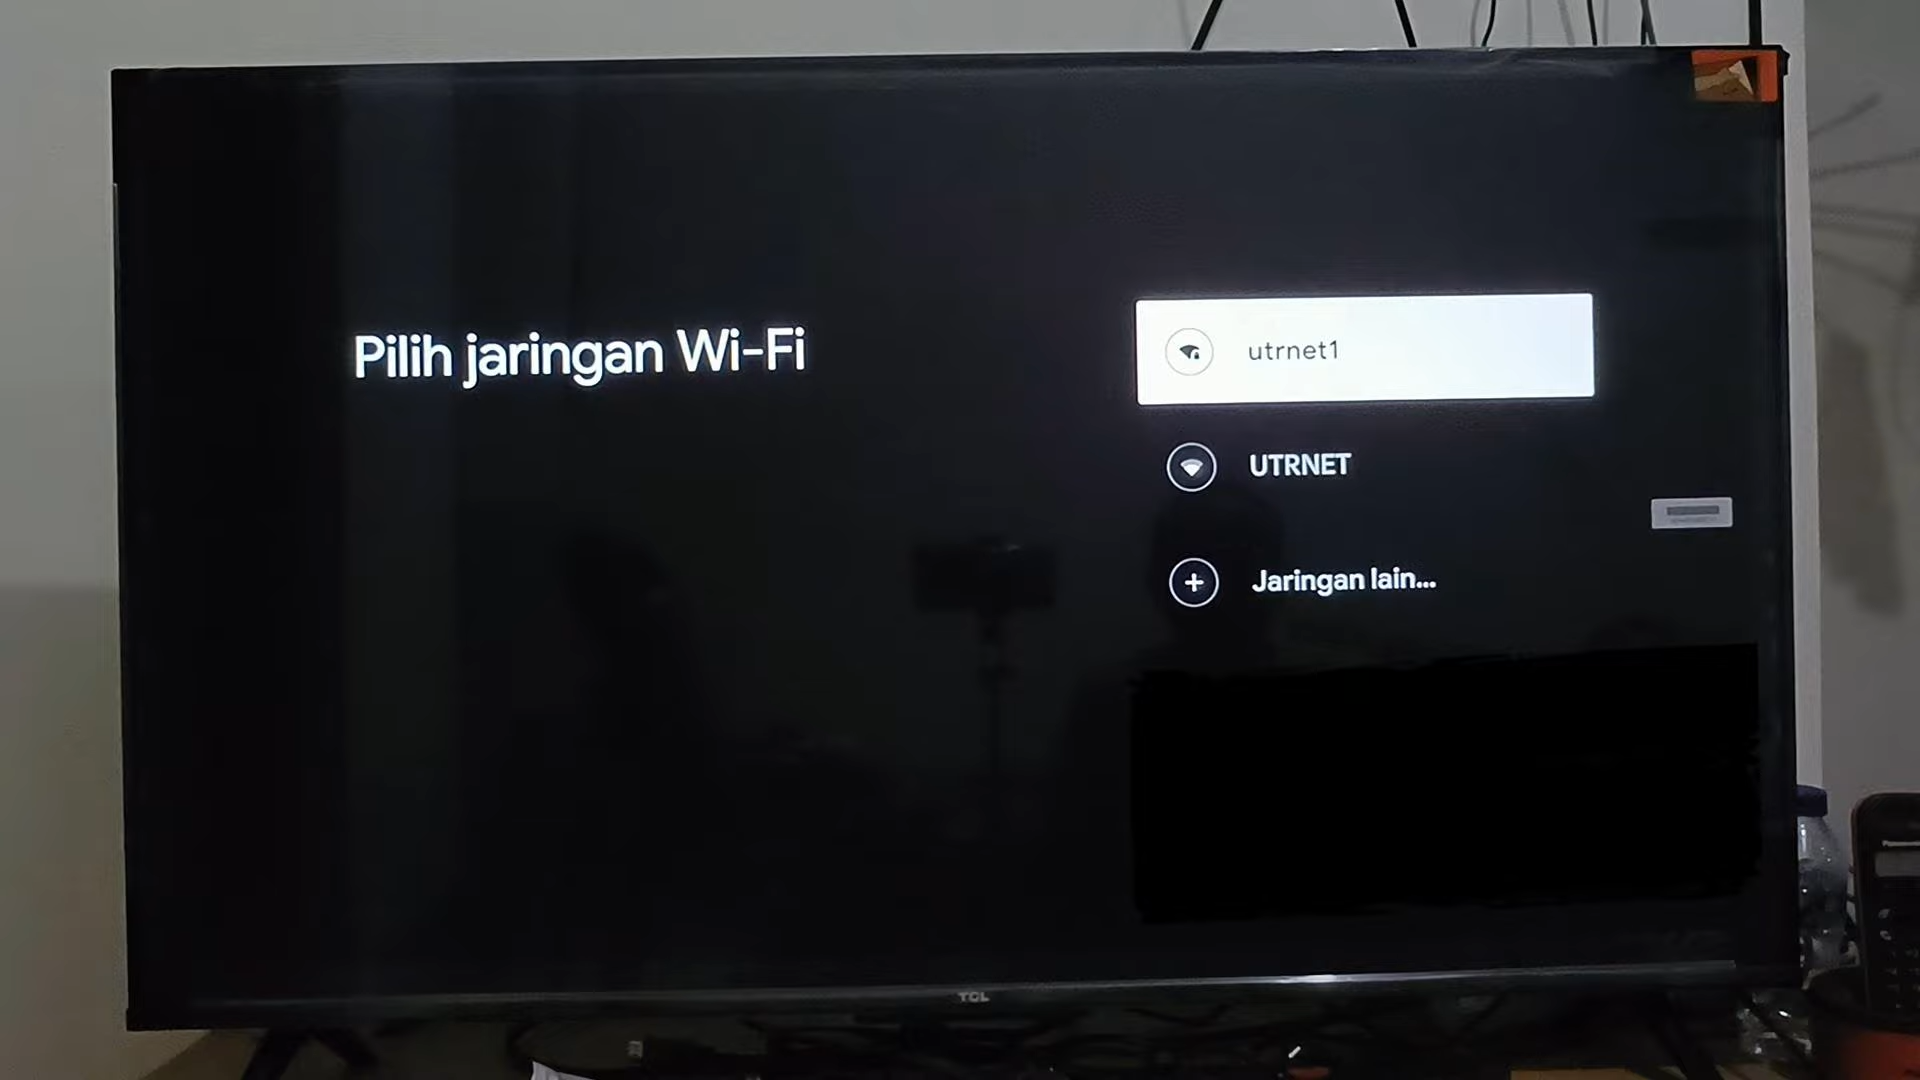 Pilih jaringan Wi-Fi
utrnet1
UTRNET
Jaringan lain...
TCL